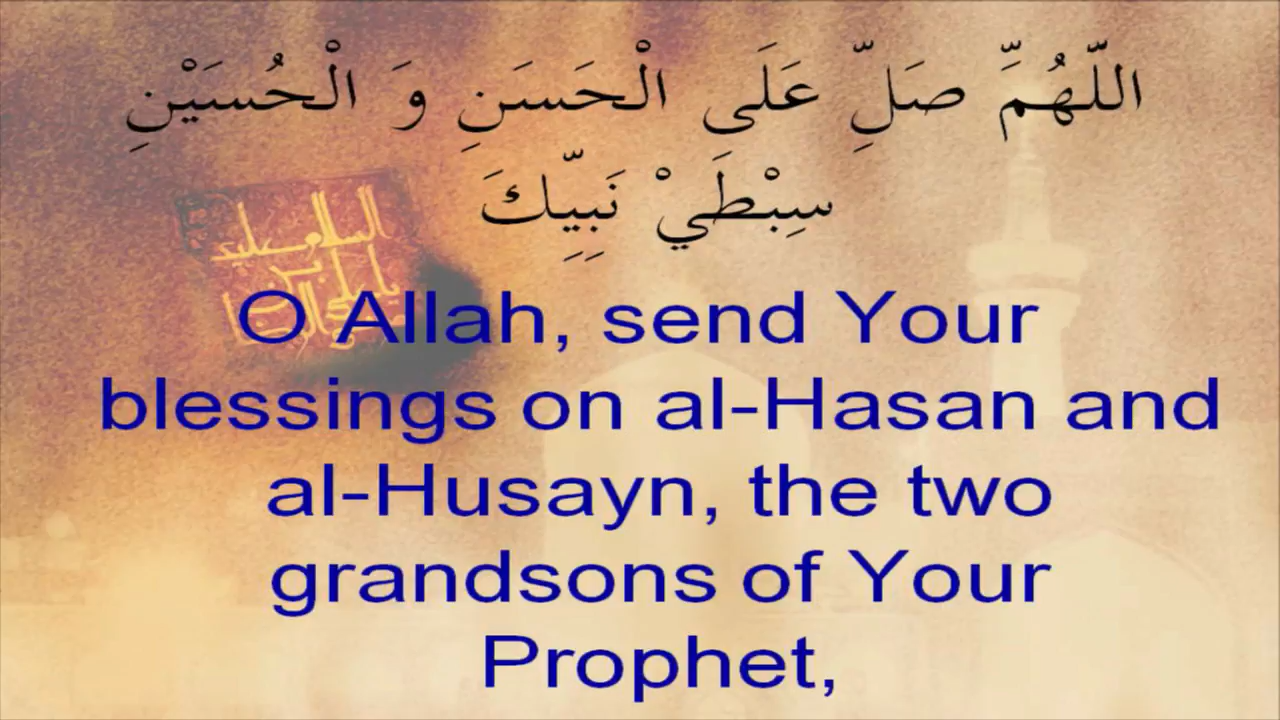 اللَّهُمَّ صَلِّ عَلَى الْحَسَنِ وَ الْحُسَيْنِ
سِبْطَيْ نَبِيِّكَ
O Allah, send Your
blessings on al-Hasan and
al-Husayn, the two
grandsons of Your
Prophet,